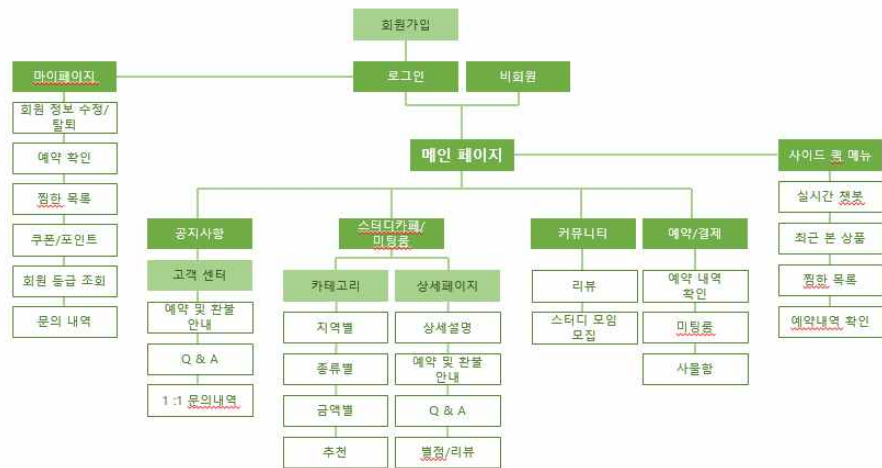 회원가입
마이페이지
로그인
비회원
회원 정보 수정/
탈퇴
예약 확인
찜한 목록
쿠폰/포인트
회원 등급 조회
문의 내역
메인 페이지
사이드 퀵 메뉴
실시간 챗봇
최근 본 상품
찜한 목록
예약내역 확인
공지사항
고객 센터
예약 및 환불
안내
Q & A
1 :1 문의내역
스터디카페/
미팅룸
카테고리
지역별
종류별
금액별
추천
상세페이지
상세설명
예약 및 환불
안내
Q & A
별점/리뷰
커뮤니티
리뷰
스터디 모임
모집
예약/결제
예약 내역
확인
미팅룸
사물함